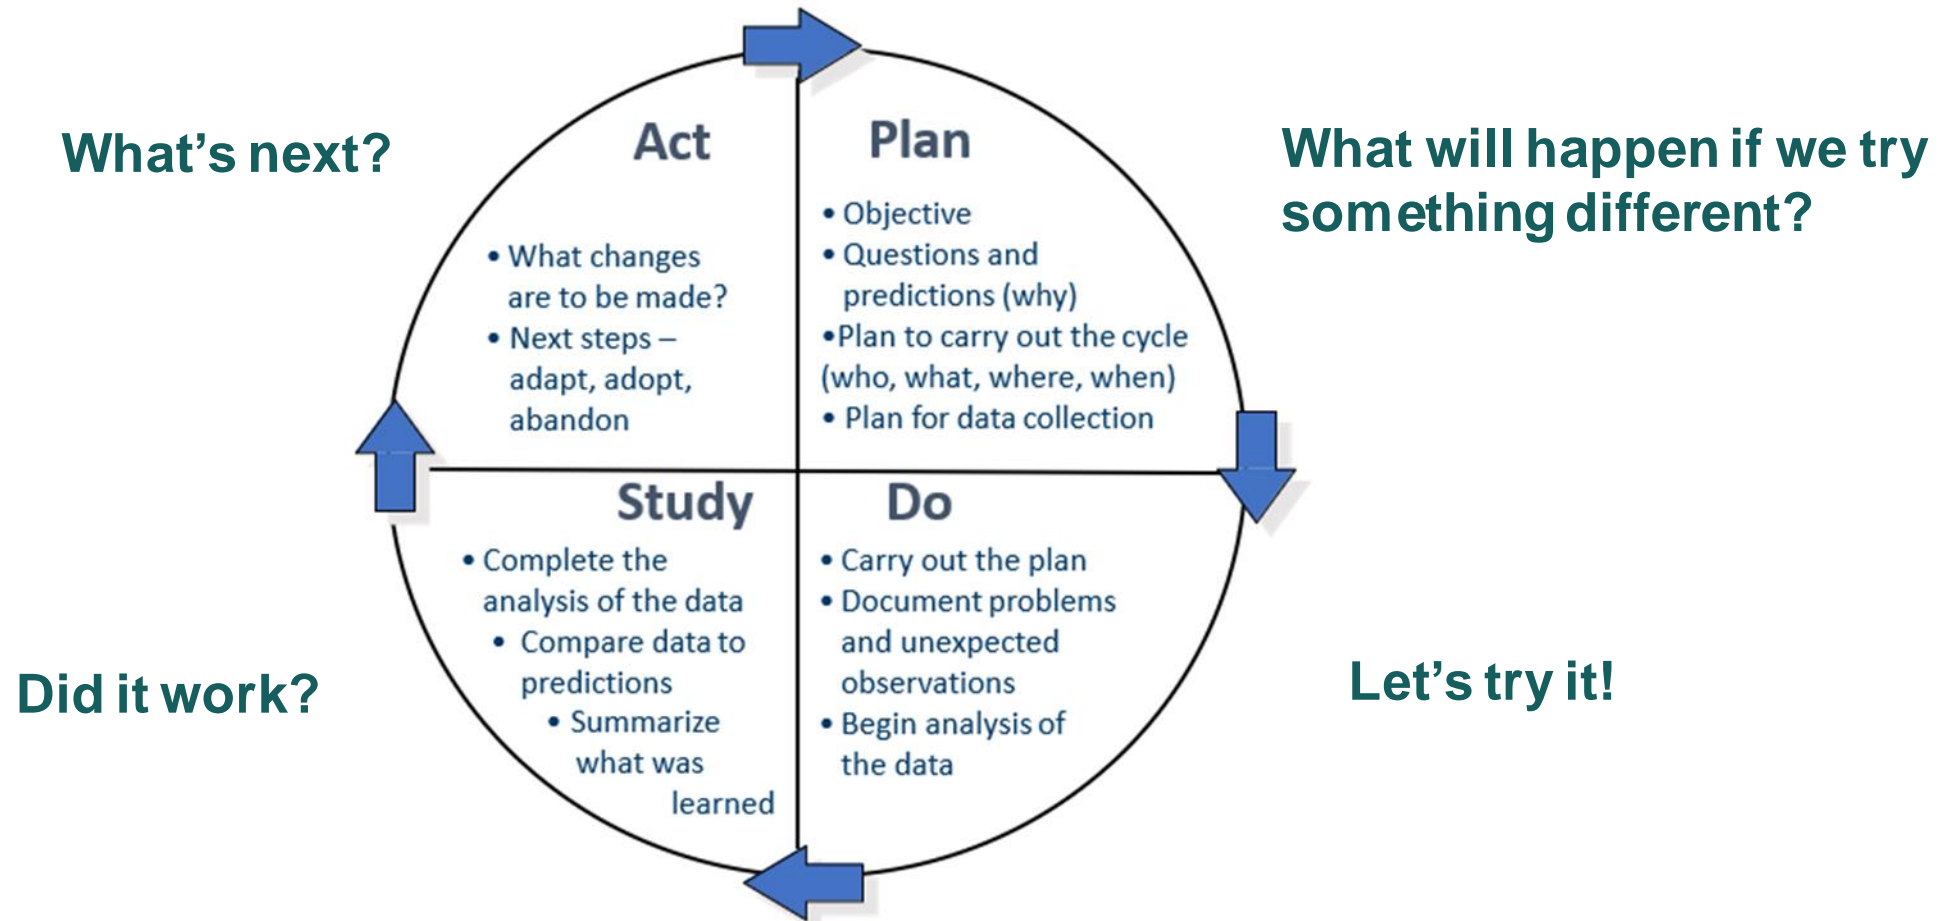 What's next?
Act
• What changes
are to be made?
• Next steps –
adapt, adopt,
abandon
Plan
• Objective
• Questions and
predictions (why)
•Plan to carry out the cycle
(who, what, where, when)
• Plan for data collection
What will happen if we try
something different?
Did it work?
Study
• Complete the
analysis of the data
• Compare data to
predictions
• Summarize
what was
learned
Do
• Carry out the plan
• Document problems
and unexpected
observations
• Begin analysis of
the data
Let's try it!